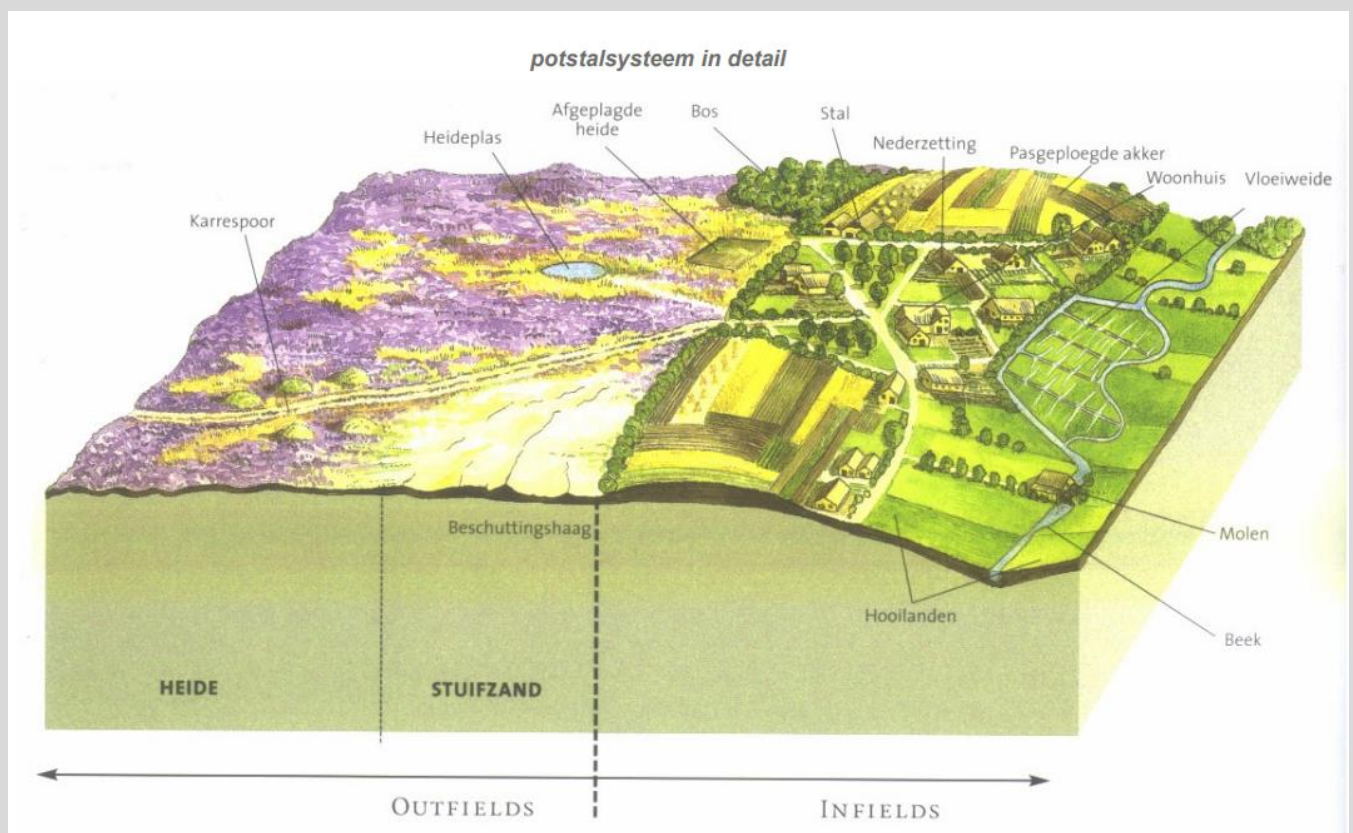 potstalsysteem in detail
Afgeplagde
heide
Bos
Stal
Heideplas
Nederzetting
Pasgeploegde akker
Woonhuis
Vloeiweide
Karrespoor
Beschuttingshaag
Molen
Hooilanden
Beek
HEIDE
STUIFZAND
OUTFIELDS
INFIELDS